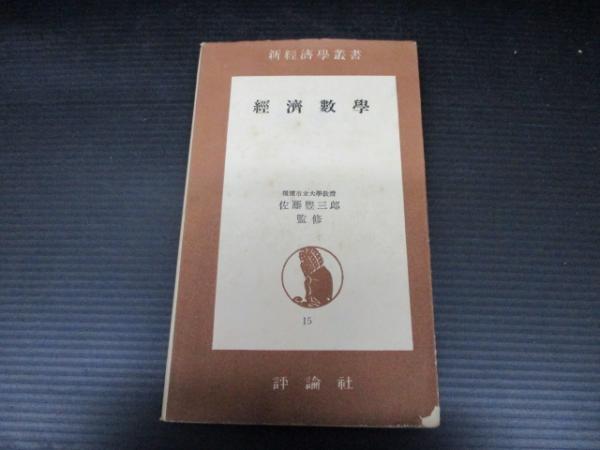 新經濟學叢書
經濟數學
横濱市立大學敎授
佐藤豐三郎
監修
15
評論社